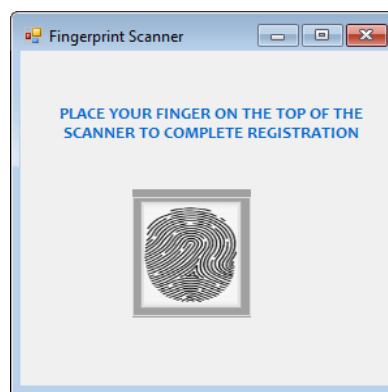 Fingerprint Scanner
PLACE YOUR FINGER ON THE TOP OF THE
SCANNER TO COMPLETE REGISTRATION